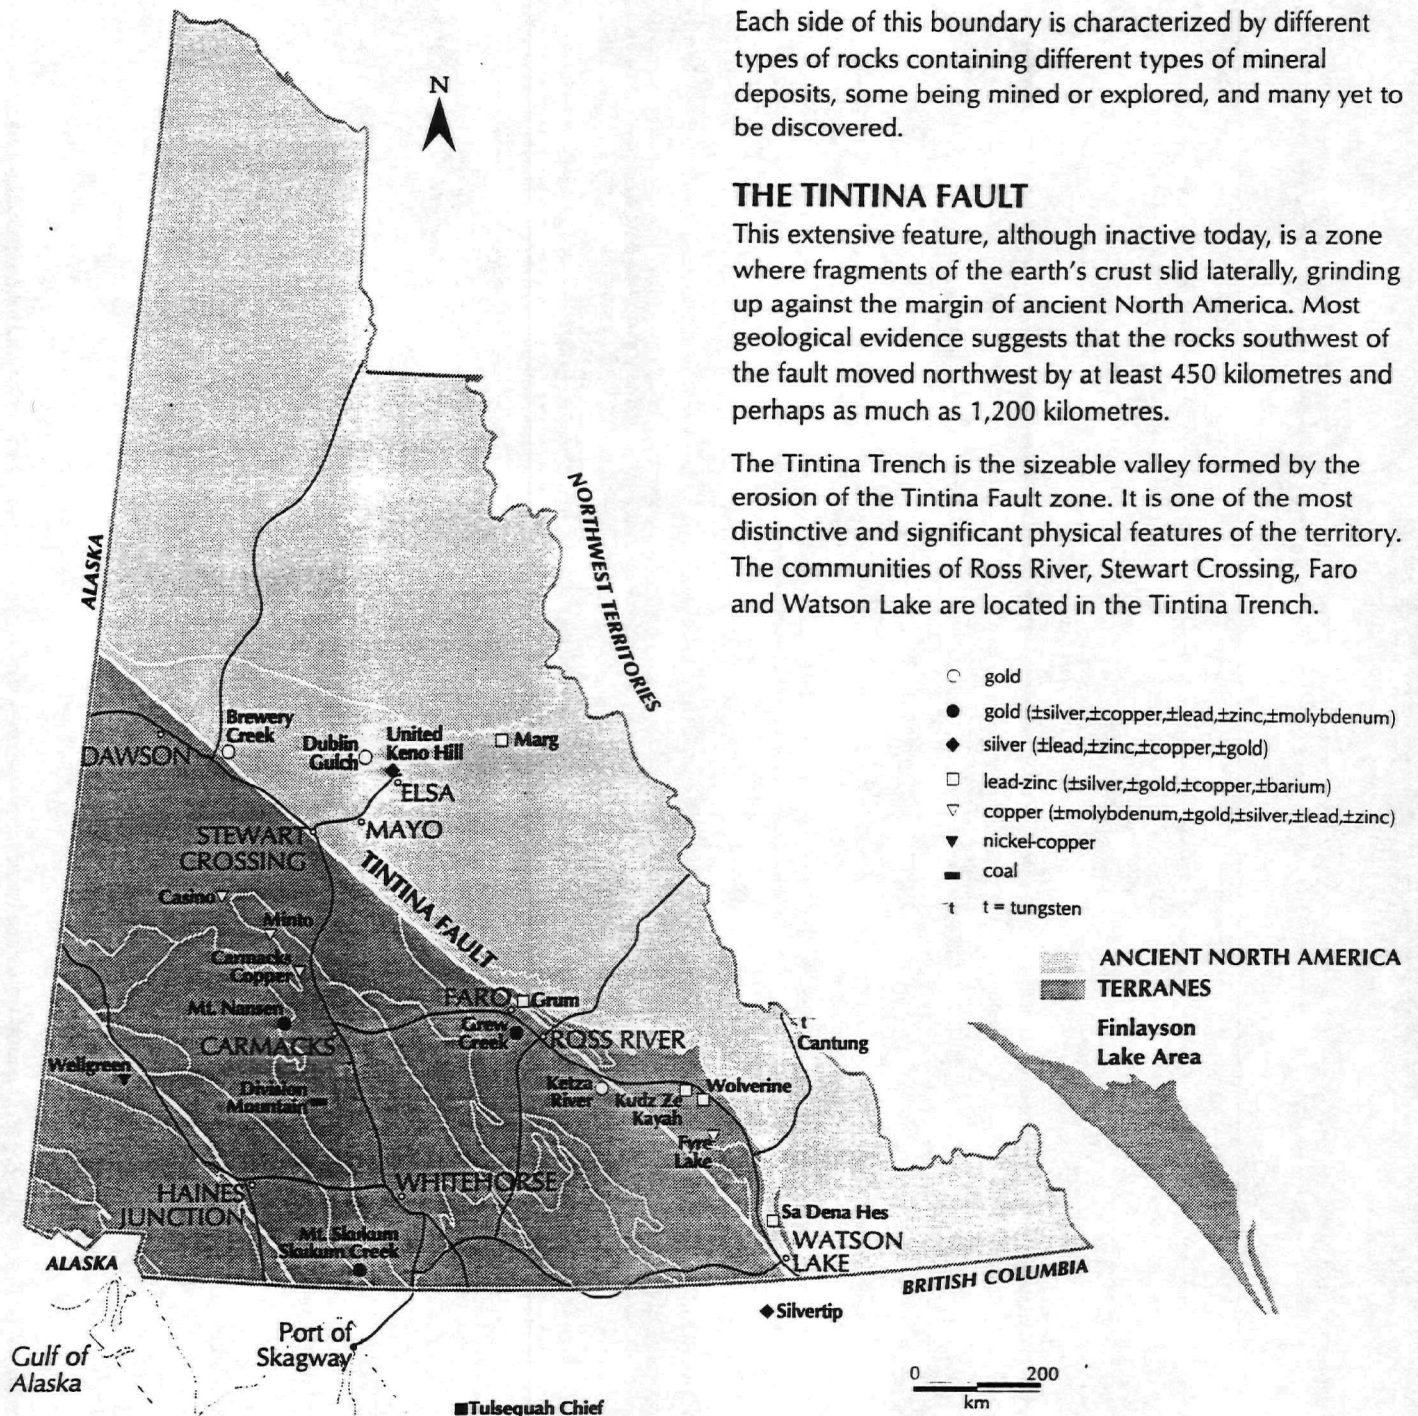 Each side of this boundary is characterized by different
types of rocks containing different types of mineral
deposits, some being mined or explored, and many yet to
be discovered.
THE TINTINA FAULT
This extensive feature, although inactive today, is a zone
where fragments of the earth's crust slid laterally, grinding
up against the margin of ancient North America. Most
geological evidence suggests that the rocks southwest of
the fault moved northwest by at least 450 kilometres and
perhaps as much as 1,200 kilometres.
The Tintina Trench is the sizeable valley formed by the
erosion of the Tintina Fault zone. It is one of the most
distinctive and significant physical features of the territory.
The communities of Ross River, Stewart Crossing, Faro
and Watson Lake are located in the Tintina Trench.
gold
gold (±silver,±copper,±lead,±zinc,±molybdenum)
silver (±lead,±zinc,±copper,±gold)
lead-zinc (±silver,±gold,±copper,±barium)
copper (±molybdenum,±gold,±silver,±lead,±zinc)
nickel-copper
coal
t t = tungsten
ANCIENT NORTH AMERICA
TERRANES
Finlayson
Lake Area
N
ALASKA
NORTHWEST TERRITORIES
Brewery
Creek
DAWSON
Dublin
Gulch
United
Keno Hill
Marg
ELSA
MAYO
STEWART
CROSSING
TINTINA FAULT
Casino
Minto
Carmacks
Copper
Mt. Nansen
CARMACKS
FARO
Grum
Grew
Creek
ROSS RIVER
t
Cantung
Wellgreen
Division
Mountain
Ketza
River
Wolverine
Kudz Ze
Kayah
Fyre
Lake
HAINES
JUNCTION
WHITEHORSE
Mt. Skukum
Skukum Creek
Sa Dena Hes
WATSON
LAKE
ALASKA
BRITISH COLUMBIA
Silvertip
Port of
Skagway
Gulf of
Alaska
Tulsequah Chief
0 200
km